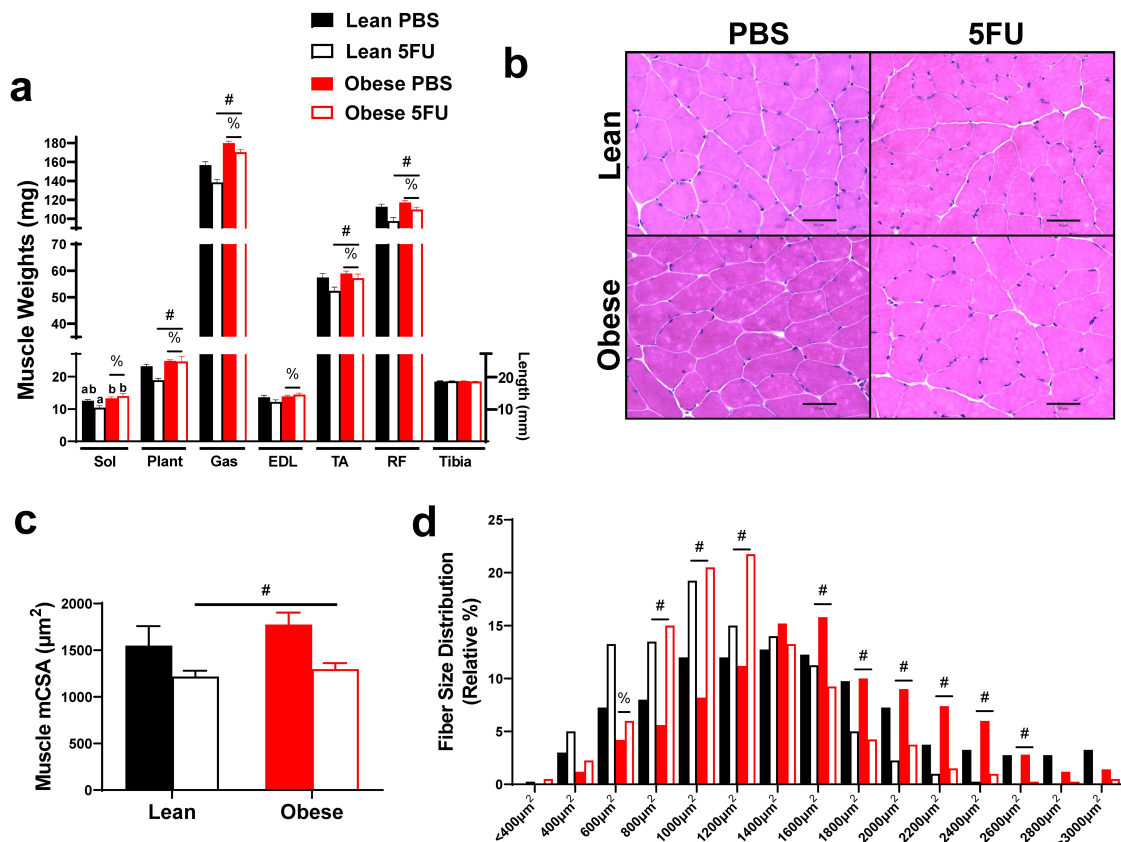 Lean PBS
Lean 5FU
Obese PBS
Obese 5FU
a
Muscle Weights (mg)
180
160
140
120
100
70
60
50
40
20
10
0
#
%
#
%
#
%
#
%
%
%
ab
a
b
b
Length (mm)
20
10
Sol
Plant
Gas
EDL
TA
RF
Tibia
b
PBS
5FU
Lean
Obese
c
Muscle mCSA (µm²)
2000
1500
1000
500
0
#
Lean
Obese
d
Fiber Size Distribution
(Relative %)
25
20
15
10
5
0
%
#
#
#
#
#
#
#
#
#
<400µm²
400µm²
600µm²
800µm²
1000µm²
1200µm²
1400µm²
1600µm²
1800µm²
2000µm²
2200µm²
2400µm²
2600µm²
2800µm²
>3000µm²